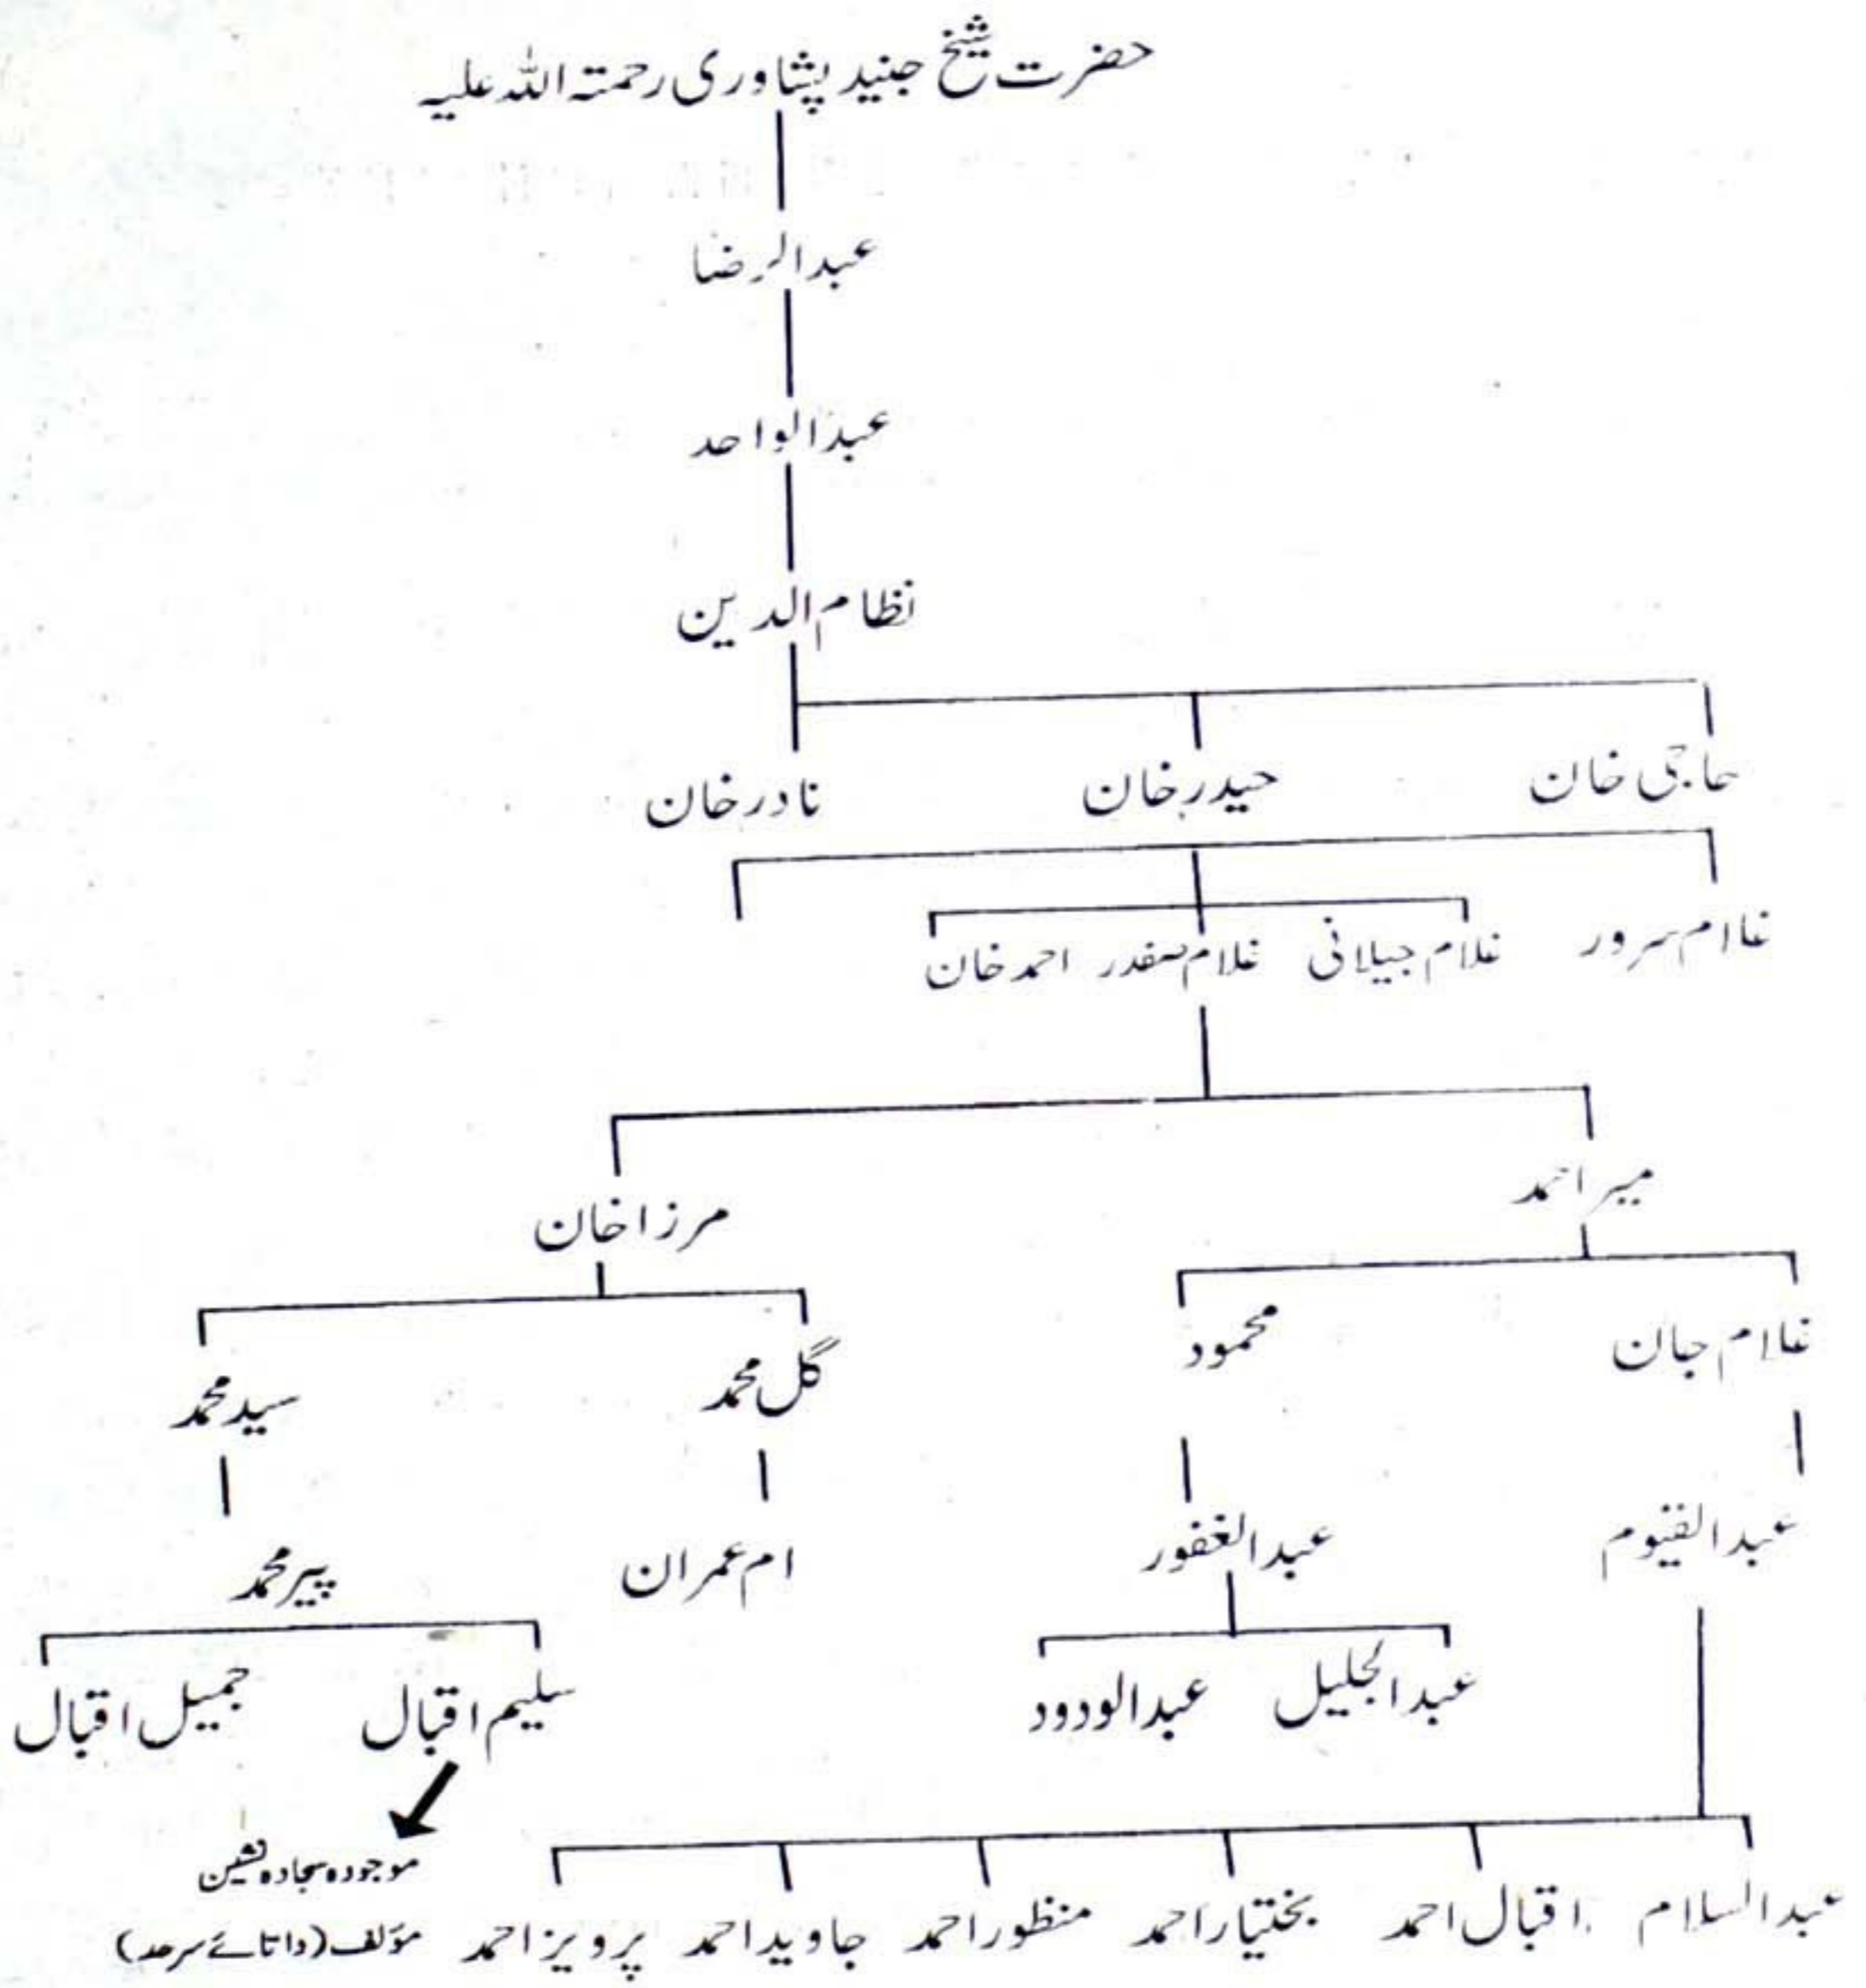 حضرت شیخ جنید پشاوری رحمتہ اللہ علیہ
عبدالرضا
عبدالواحد
نظام الدین
حاجی خان حیدر خان نادر خان
غلام سرور غلام جیلانی غلام صفدر احمد خان
میر احمد مرزا خان
غلام جان محمود گل محمد سید محمد
عبدالقیوم عبدالغفور ام عمران پیر محمد
عبدالجلیل عبدالودود سلیم اقبال جمیل اقبال
موجودہ سجادہ نشین
عبدالسلام اقبال احمد بختیار احمد منظور احمد جاوید احمد پرویز احمد مؤلف (داتائے سرحد)